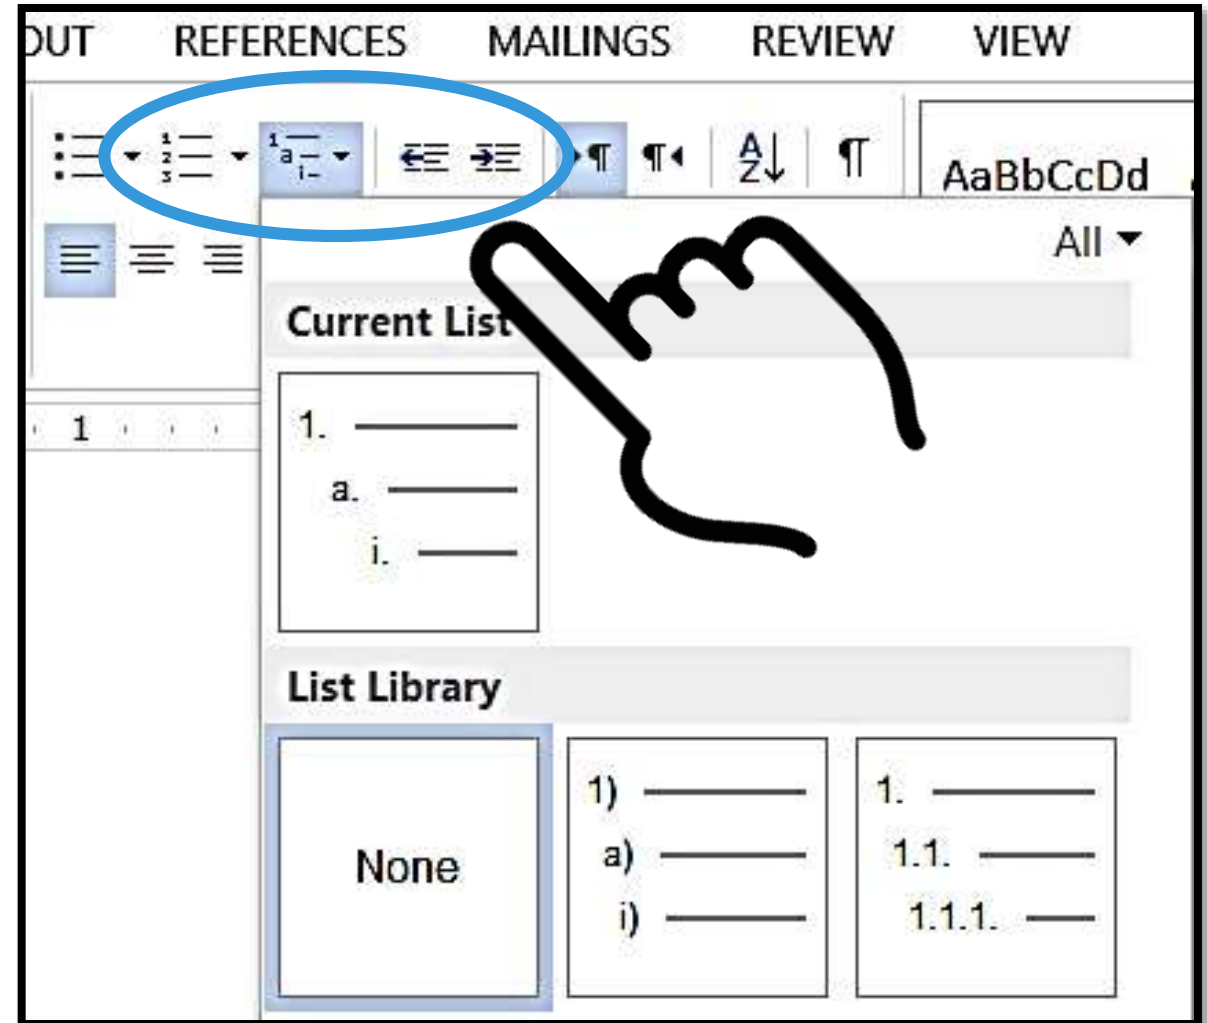 OUT REFERENCES MAILINGS REVIEW VIEW
AaBbCcDd
All
Current List
1
1.
a.
i.
List Library
None
1)
a)
i)
1.
1.1.
1.1.1.